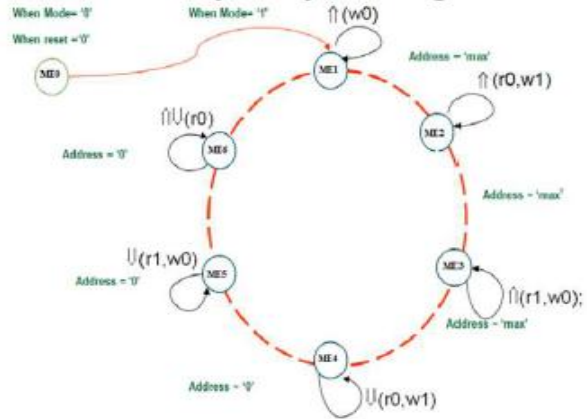 When Mode= '0'
When Mode= '1'
⇑(w0)
When reset ='0'
ME0
ME1
Address = 'max'
⇑(r0,w1)
⇑⇓(r0)
ME2
ME6
Address = '0'
Address = 'max'
⇓(r1,w0)
ME5
ME3
Address = '0'
⇑(r1,w0);
Address = 'max'
ME4
Address = '0'
⇓(r0,w1)